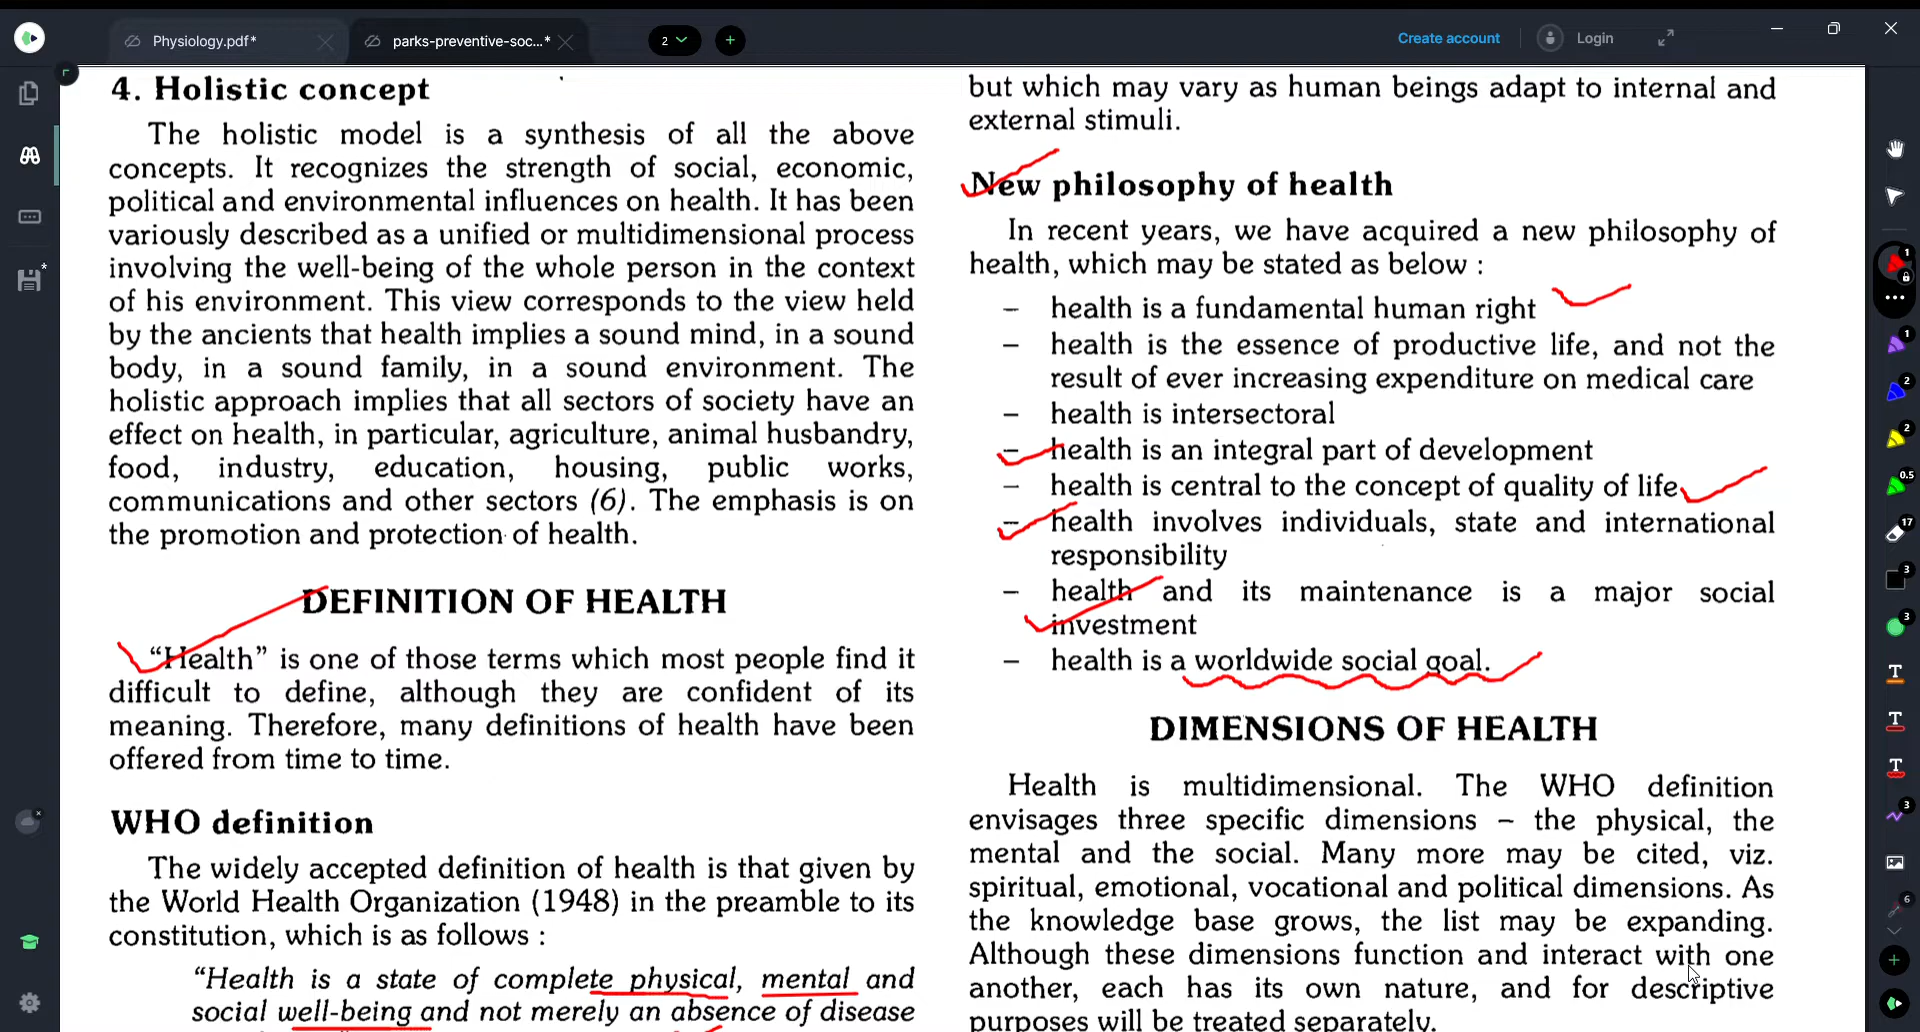 Physiology.pdf*
parks-preventive-soc...*
2
Create account
Login
4. Holistic concept
The holistic model is a synthesis of all the above
concepts. It recognizes the strength of social, economic,
political and environmental influences on health. It has been
variously described as a unified or multidimensional process
involving the well-being of the whole person in the context
of his environment. This view corresponds to the view held
by the ancients that health implies a sound mind, in a sound
body, in a sound family, in a sound environment. The
holistic approach implies that all sectors of society have an
effect on health, in particular, agriculture, animal husbandry,
food, industry, education, housing, public works,
communications and other sectors (6). The emphasis is on
the promotion and protection of health.
DEFINITION OF HEALTH
“Health” is one of those terms which most people find it
difficult to define, although they are confident of its
meaning. Therefore, many definitions of health have been
offered from time to time.
WHO definition
The widely accepted definition of health is that given by
the World Health Organization (1948) in the preamble to its
constitution, which is as follows :
“Health is a state of complete physical, mental and
social well-being and not merely an absence of disease
but which may vary as human beings adapt to internal and
external stimuli.
New philosophy of health
In recent years, we have acquired a new philosophy of
health, which may be stated as below :
– health is a fundamental human right
– health is the essence of productive life, and not the
result of ever increasing expenditure on medical care
– health is intersectoral
– health is an integral part of development
– health is central to the concept of quality of life
– health involves individuals, state and international
responsibility
– health and its maintenance is a major social
investment
– health is a worldwide social goal.
DIMENSIONS OF HEALTH
Health is multidimensional. The WHO definition
envisages three specific dimensions – the physical, the
mental and the social. Many more may be cited, viz.
spiritual, emotional, vocational and political dimensions. As
the knowledge base grows, the list may be expanding.
Although these dimensions function and interact with one
another, each has its own nature, and for descriptive
purposes will be treated separately.
1
1
2
2
0.5
17
3
3
T
T
T
3
6